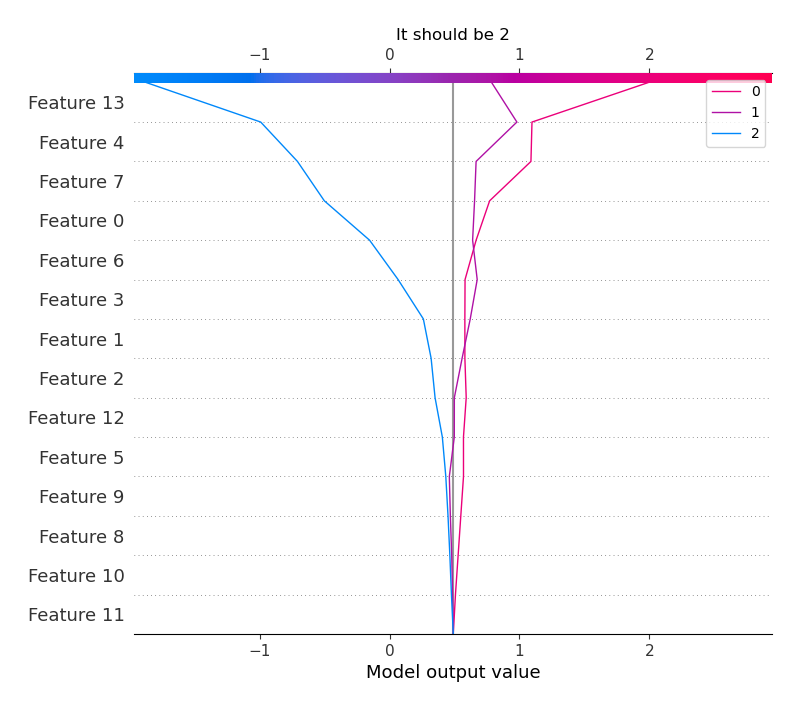 It should be 2
−1 0 1 2
0
1
2
Feature 13
Feature 4
Feature 7
Feature 0
Feature 6
Feature 3
Feature 1
Feature 2
Feature 12
Feature 5
Feature 9
Feature 8
Feature 10
Feature 11
−1 0 1 2
Model output value